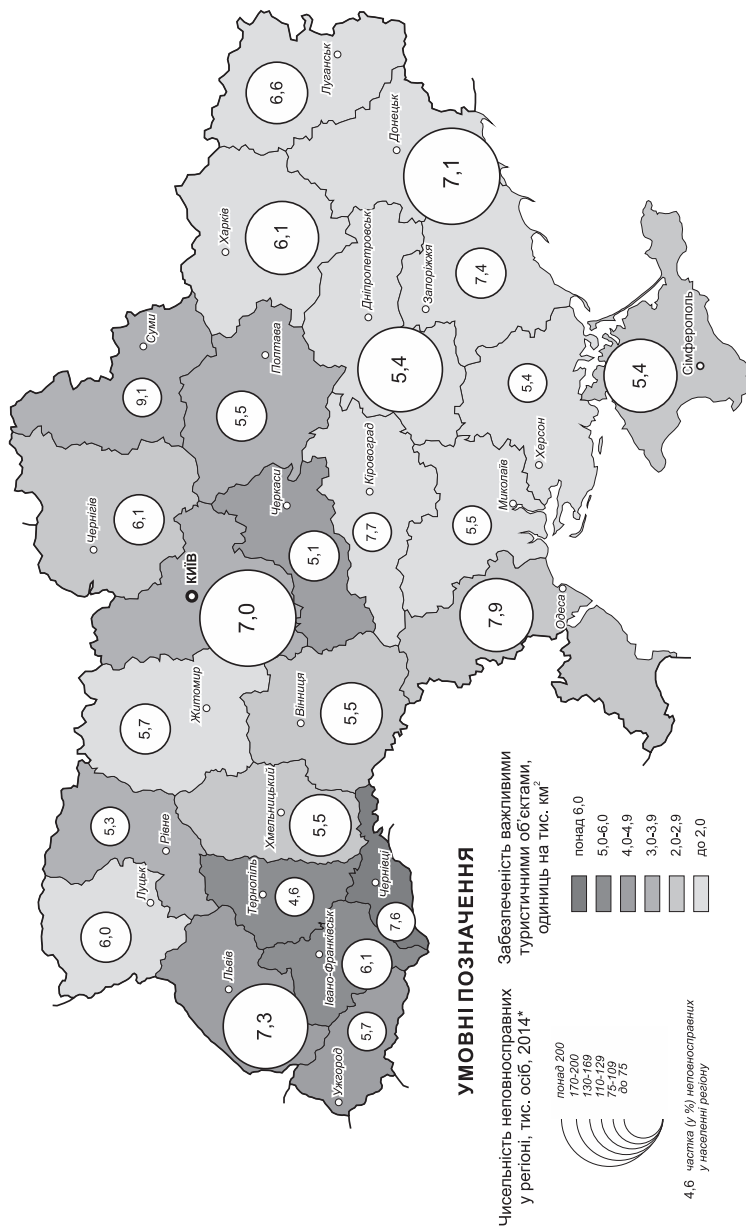 Чернігів
6,1
9,1
Суми
Луцьк
6,0
Рівне
5,3
Житомир
5,7
КИЇВ
7,0
Полтава
5,5
Харків
6,1
Луганськ
6,6
Львів
7,3
Тернопіль
4,6
Хмельницький
5,5
Вінниця
5,5
Черкаси
5,1
Кіровоград
7,7
Дніпропетровськ
5,4
Донецьк
7,1
Ужгород
5,7
Івано-Франківськ
6,1
Чернівці
7,6
Запоріжжя
7,4
Миколаїв
5,5
Херсон
5,4
Одеса
7,9
Сімферополь
5,4
УМОВНІ ПОЗНАЧЕННЯ
Чисельність неповносправних
у регіоні, тис. осіб, 2014*
понад 200
170-200
130-169
110-129
75-109
до 75
4,6 частка (у %) неповносправних
у населенні регіону
Забезпеченість важливими
туристичними об'єктами,
одиниць на тис. км²
понад 6,0
5,0-6,0
4,0-4,9
3,0-3,9
2,0-2,9
до 2,0